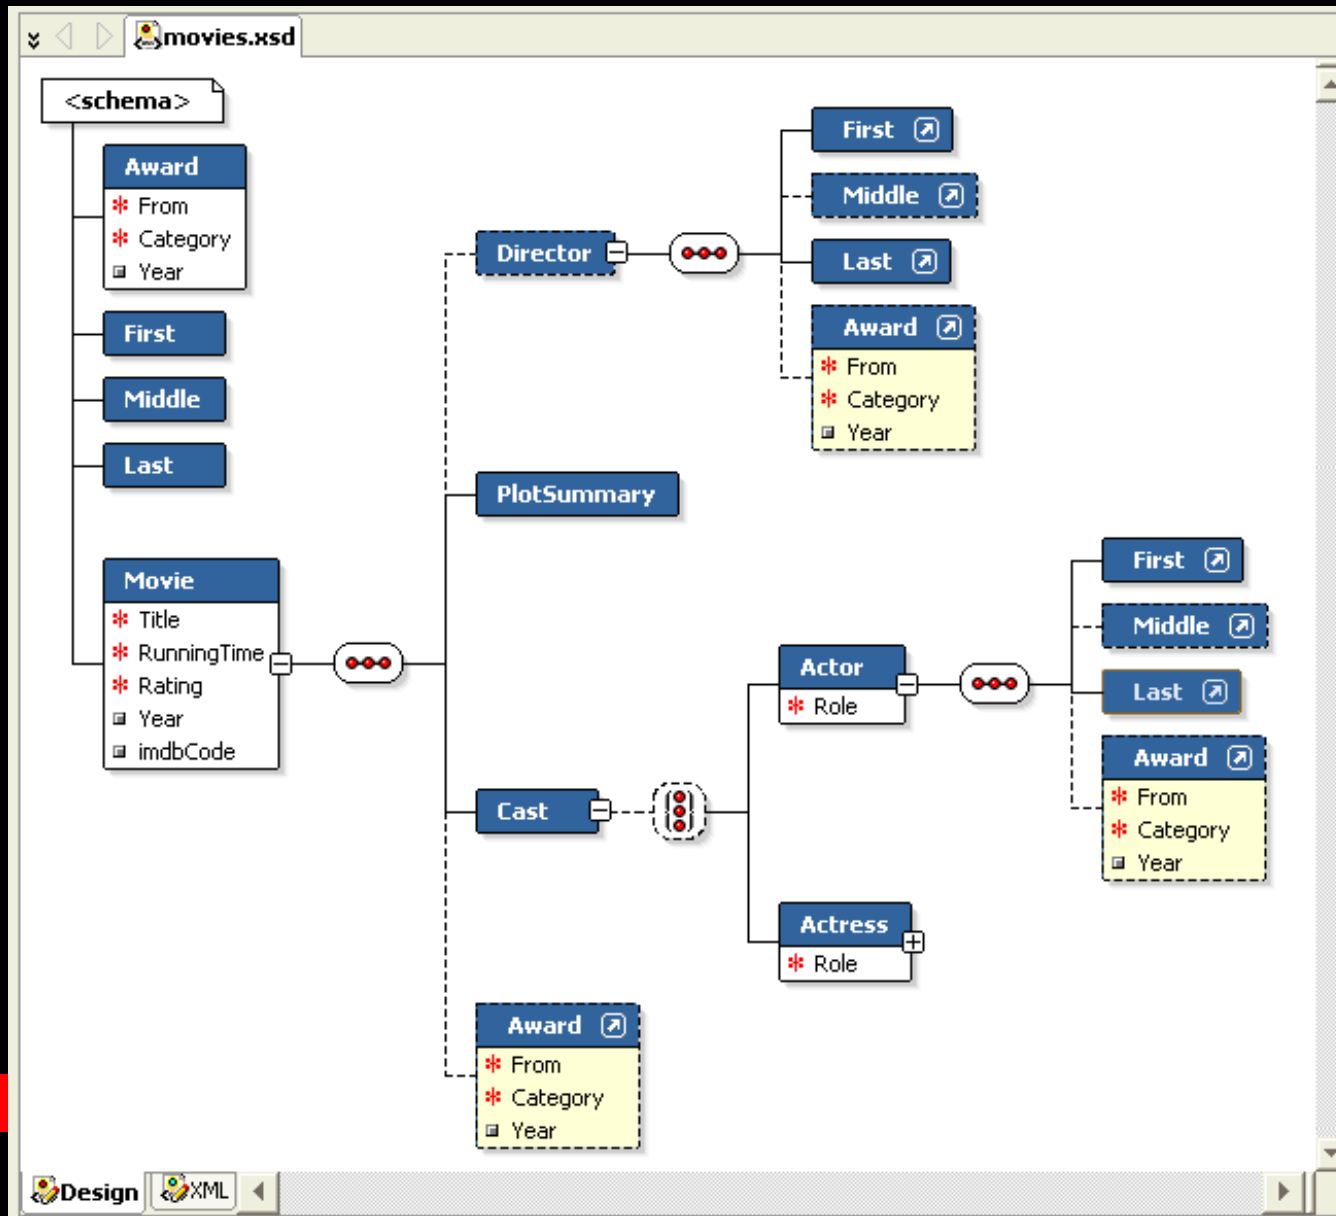 movies.xsd
<schema>
Award
* From
* Category
Year
First
Middle
Last
Movie
* Title
* RunningTime
* Rating
Year
imdbCode
Director
First
Middle
Last
Award
* From
* Category
Year
PlotSummary
Cast
Actor
* Role
First
Middle
Last
Award
* From
* Category
Year
Actress
* Role
Award
* From
* Category
Year
Design
XML